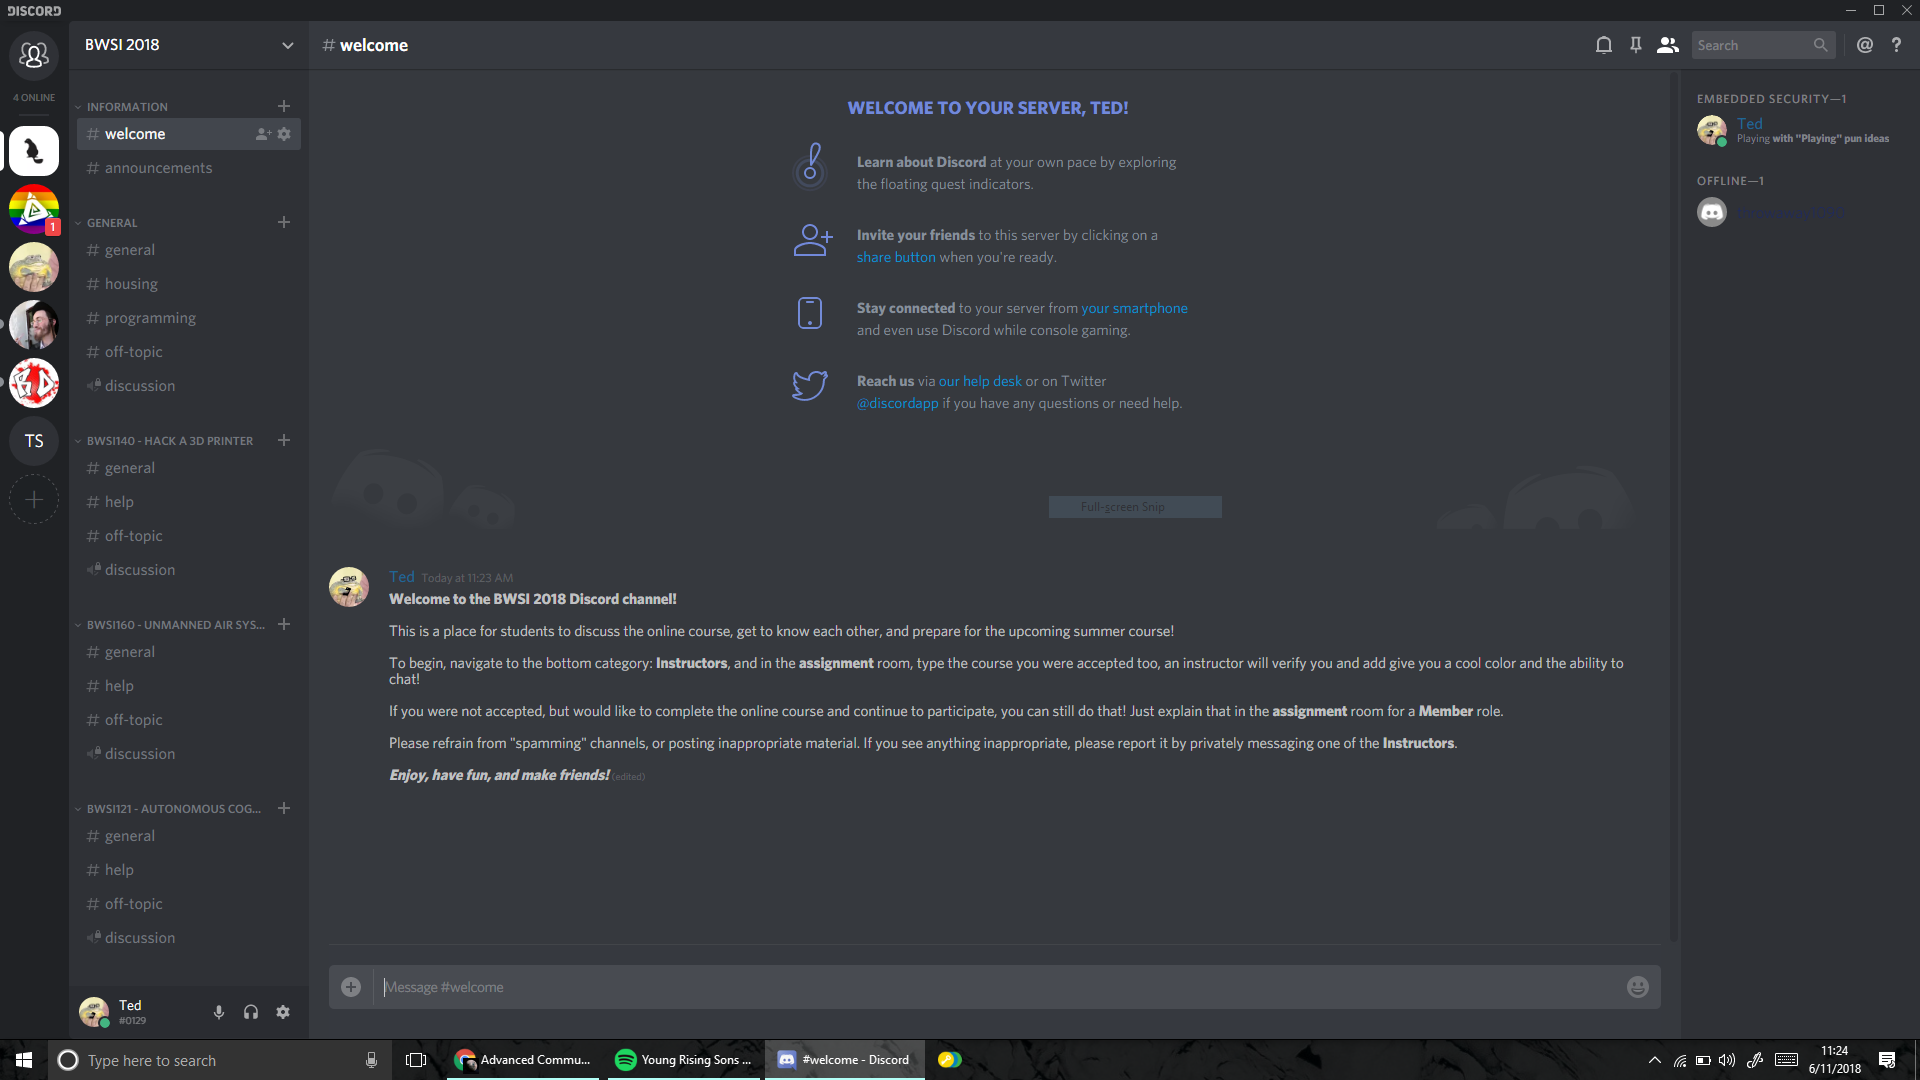 DISCORD
BWSI 2018
# welcome
Search
@
?
4 ONLINE
1
TS
INFORMATION
# welcome
# announcements
GENERAL
# general
# housing
# programming
# off-topic
discussion
BWSI140 - HACK A 3D PRINTER
# general
# help
# off-topic
discussion
BWSI160 - UNMANNED AIR SYS...
# general
# help
# off-topic
discussion
BWSI121 - AUTONOMOUS COG...
# general
# help
# off-topic
discussion
Ted
#0129
WELCOME TO YOUR SERVER, TED!
Learn about Discord at your own pace by exploring
the floating quest indicators.
Invite your friends to this server by clicking on a
share button when you're ready.
Stay connected to your server from your smartphone
and even use Discord while console gaming.
Reach us via our help desk or on Twitter
@discordapp if you have any questions or need help.
Full-screen Snip
Ted Today at 11:23 AM
Welcome to the BWSI 2018 Discord channel!
This is a place for students to discuss the online course, get to know each other, and prepare for the upcoming summer course!
To begin, navigate to the bottom category: Instructors, and in the assignment room, type the course you were accepted too, an instructor will verify you and add give you a cool color and the ability to
chat!
If you were not accepted, but would like to complete the online course and continue to participate, you can still do that! Just explain that in the assignment room for a Member role.
Please refrain from "spamming" channels, or posting inappropriate material. If you see anything inappropriate, please report it by privately messaging one of the Instructors.
Enjoy, have fun, and make friends! (edited)
Message #welcome
EMBEDDED SECURITY—1
Ted
Playing with "Playing" pun ideas
OFFLINE—1
Type here to search
Advanced Commu...
Young Rising Sons ...
#welcome - Discord
11:24
6/11/2018